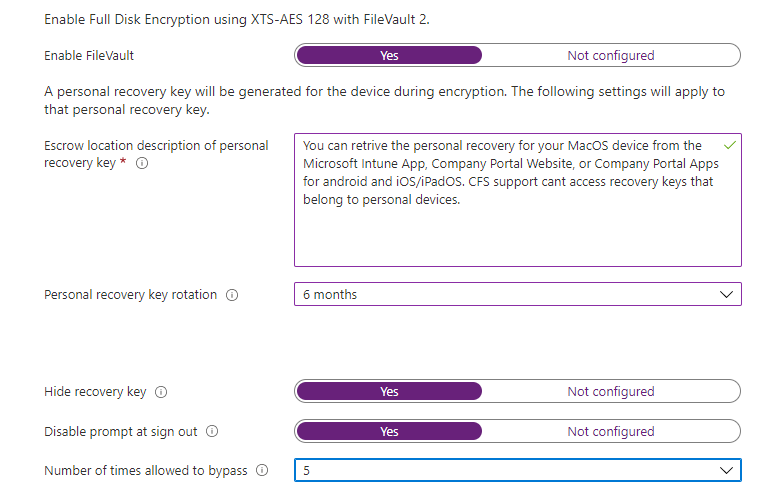 Enable Full Disk Encryption using XTS-AES 128 with FileVault 2.
Enable FileVault
Yes
Not configured
A personal recovery key will be generated for the device during encryption. The following settings will apply to
that personal recovery key.
Escrow location description of personal
recovery key *
You can retrive the personal recovery for your MacOS device from the
Microsoft Intune App, Company Portal Website, or Company Portal Apps
for android and iOS/iPadOS. CFS support cant access recovery keys that
belong to personal devices.
Personal recovery key rotation
6 months
Hide recovery key
Yes
Not configured
Disable prompt at sign out
Yes
Not configured
Number of times allowed to bypass
5